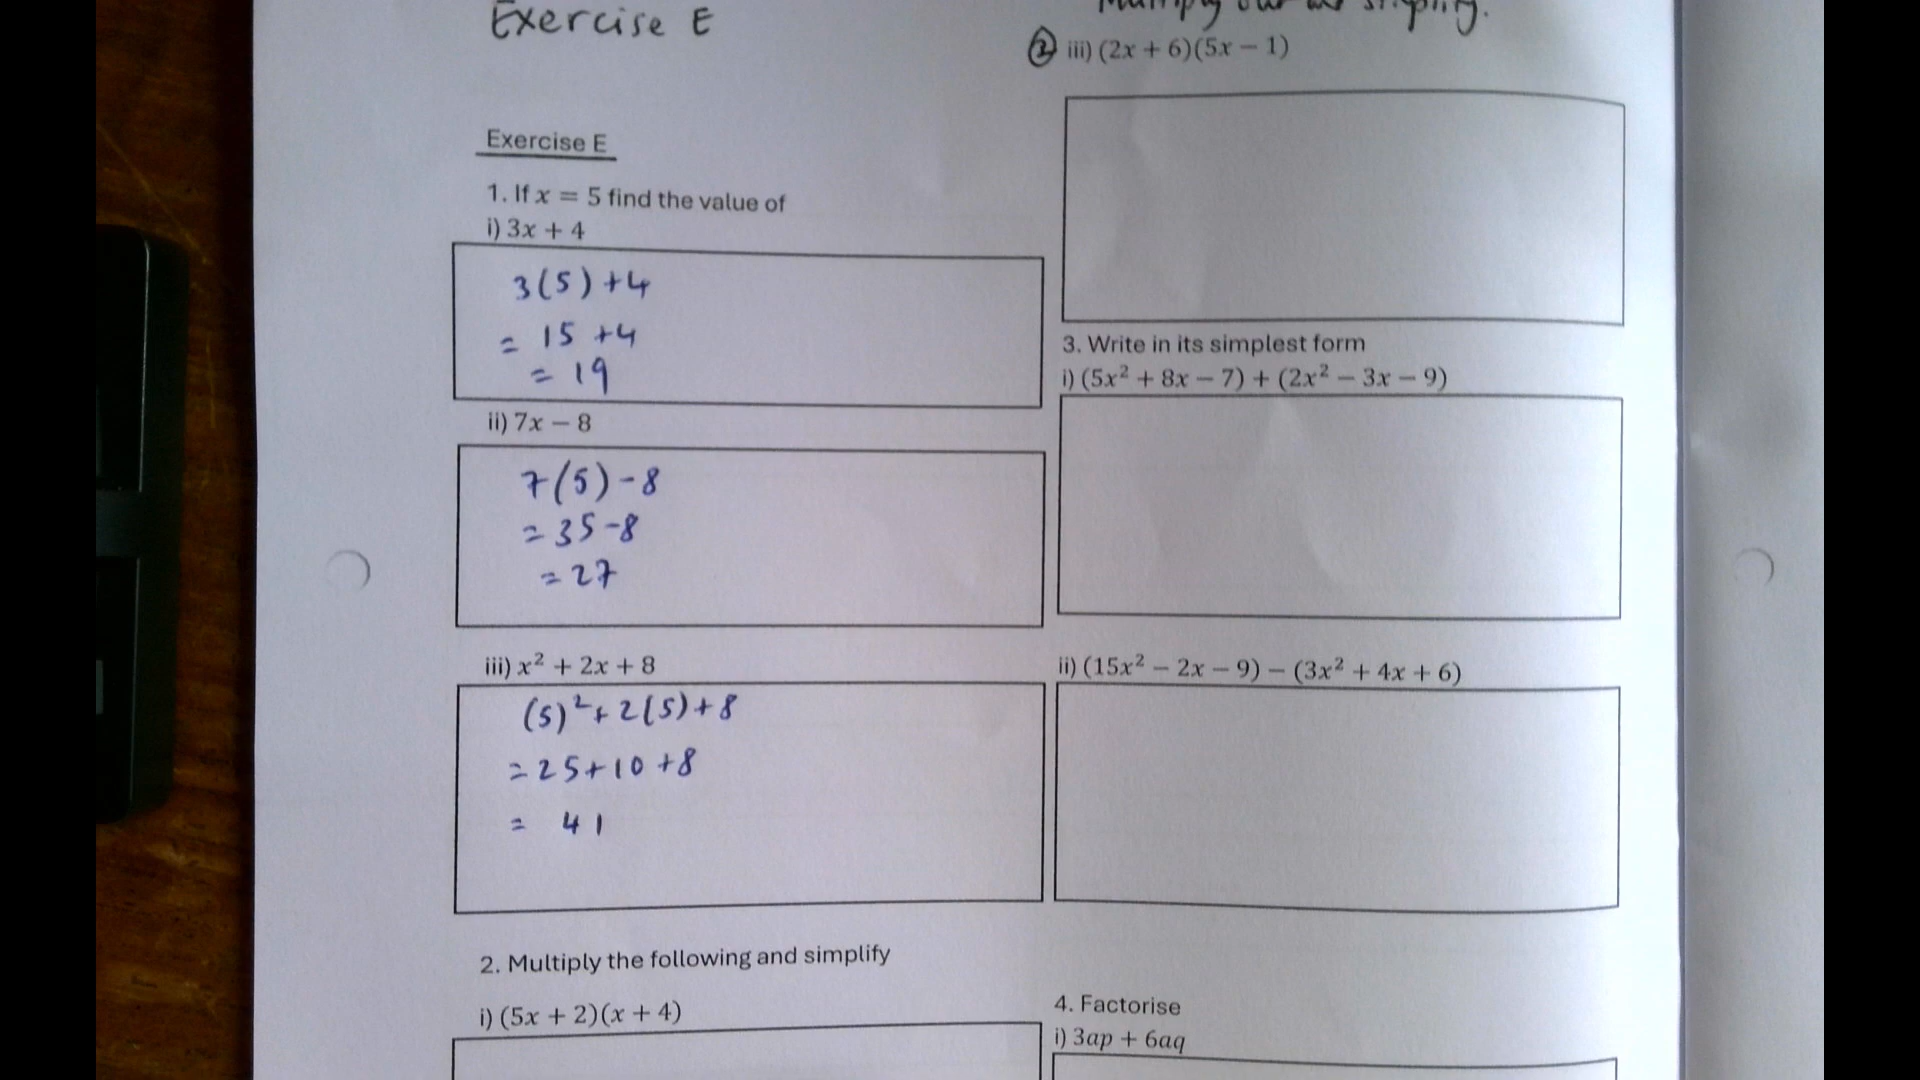 Exercise E
Exercise E
1. If x = 5 find the value of
i) 3x + 4
3(5)+4
= 15 +4
= 19
ii) 7x − 8
7(5)-8
=35-8
=27
iii) x² + 2x + 8
(5)²+2(5)+8
=25+10+8
= 41
2. Multiply the following and simplify
i) (5x + 2)(x + 4)
Multiply out simplify.
2 iii) (2x + 6)(5x − 1)
3. Write in its simplest form
i) (5x² + 8x − 7) + (2x² − 3x − 9)
ii) (15x² − 2x − 9) − (3x² + 4x + 6)
4. Factorise
i) 3ap + 6aq